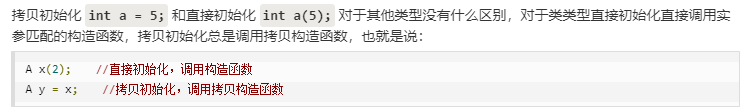 拷贝初始化 int a = 5; 和直接初始化 int a(5); 对于其他类型没有什么区别，对于类类型直接初始化直接调用实
参匹配的构造函数，拷贝初始化总是调用拷贝构造函数，也就是说：
A x(2);    //直接初始化，调用构造函数
A y = x;    //拷贝初始化，调用拷贝构造函数